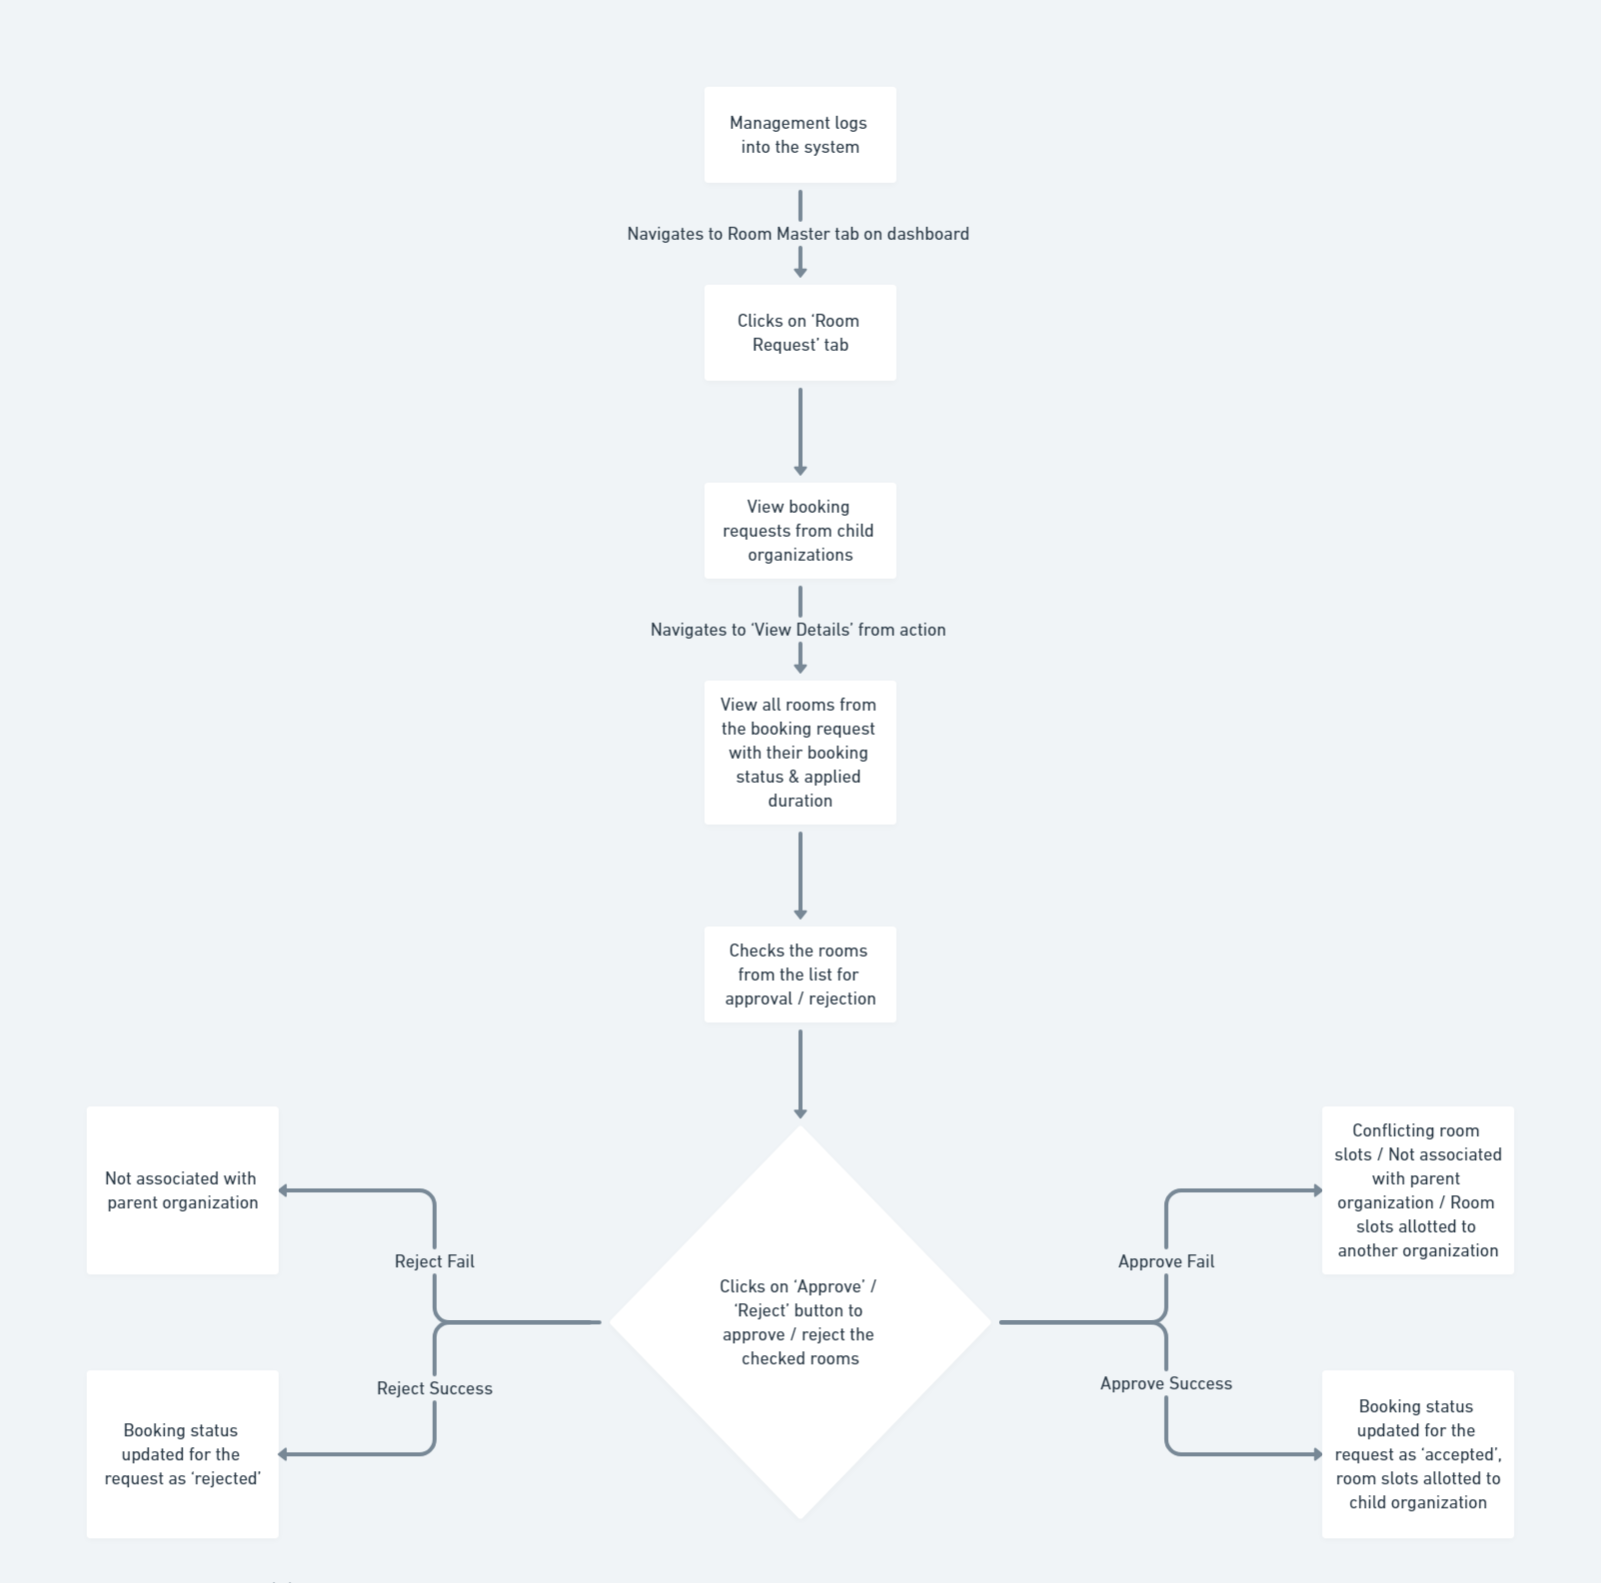 Management logs
into the system
Navigates to Room Master tab on dashboard
Clicks on ‘Room
Request’ tab
View booking
requests from child
organizations
Navigates to ‘View Details’ from action
View all rooms from
the booking request
with their booking
status & applied
duration
Checks the rooms
from the list for
approval / rejection
Not associated with
parent organization
Reject Fail
Reject Success
Booking status
updated for the
request as ‘rejected’
Clicks on ‘Approve’ /
‘Reject’ button to
approve / reject the
checked rooms
Conflicting room
slots / Not associated
with parent
organization / Room
slots allotted to
another organization
Approve Fail
Approve Success
Booking status
updated for the
request as ‘accepted’,
room slots allotted to
child organization